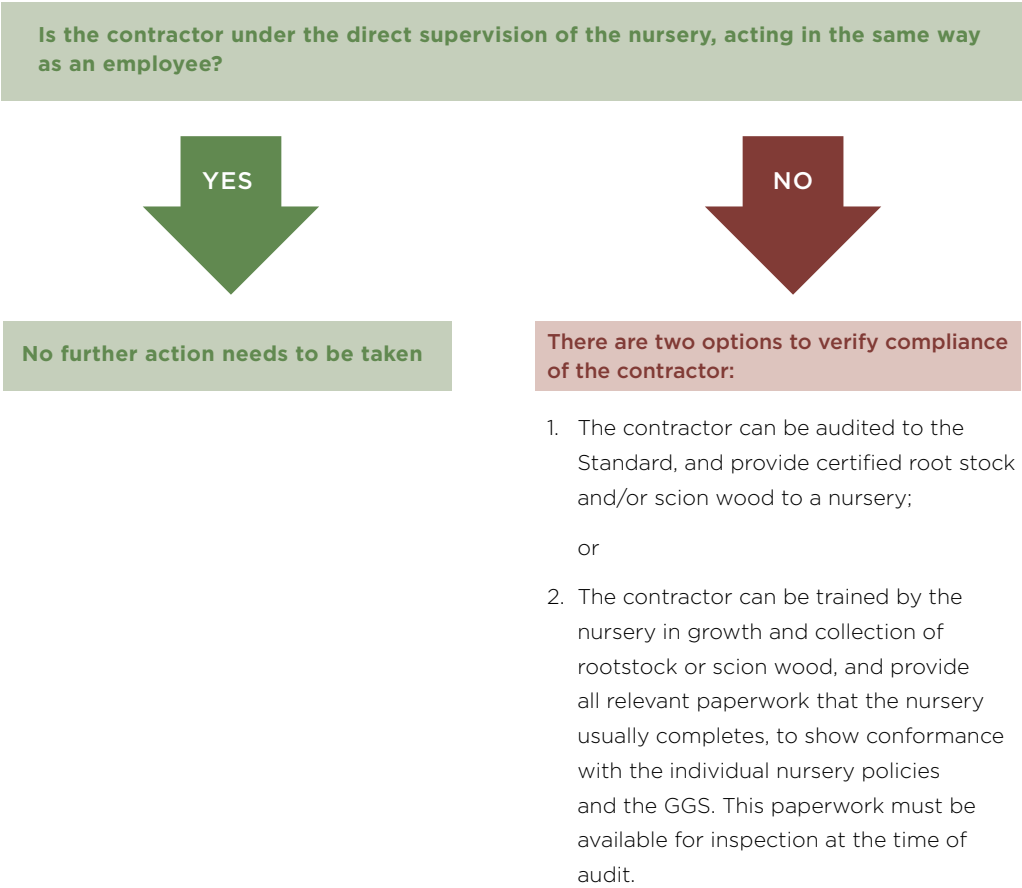 Is the contractor under the direct supervision of the nursery, acting in the same way
as an employee?
YES
NO
No further action needs to be taken
There are two options to verify compliance
of the contractor:
1. The contractor can be audited to the
Standard, and provide certified root stock
and/or scion wood to a nursery;
or
2. The contractor can be trained by the
nursery in growth and collection of
rootstock or scion wood, and provide
all relevant paperwork that the nursery
usually completes, to show conformance
with the individual nursery policies
and the GGS. This paperwork must be
available for inspection at the time of
audit.